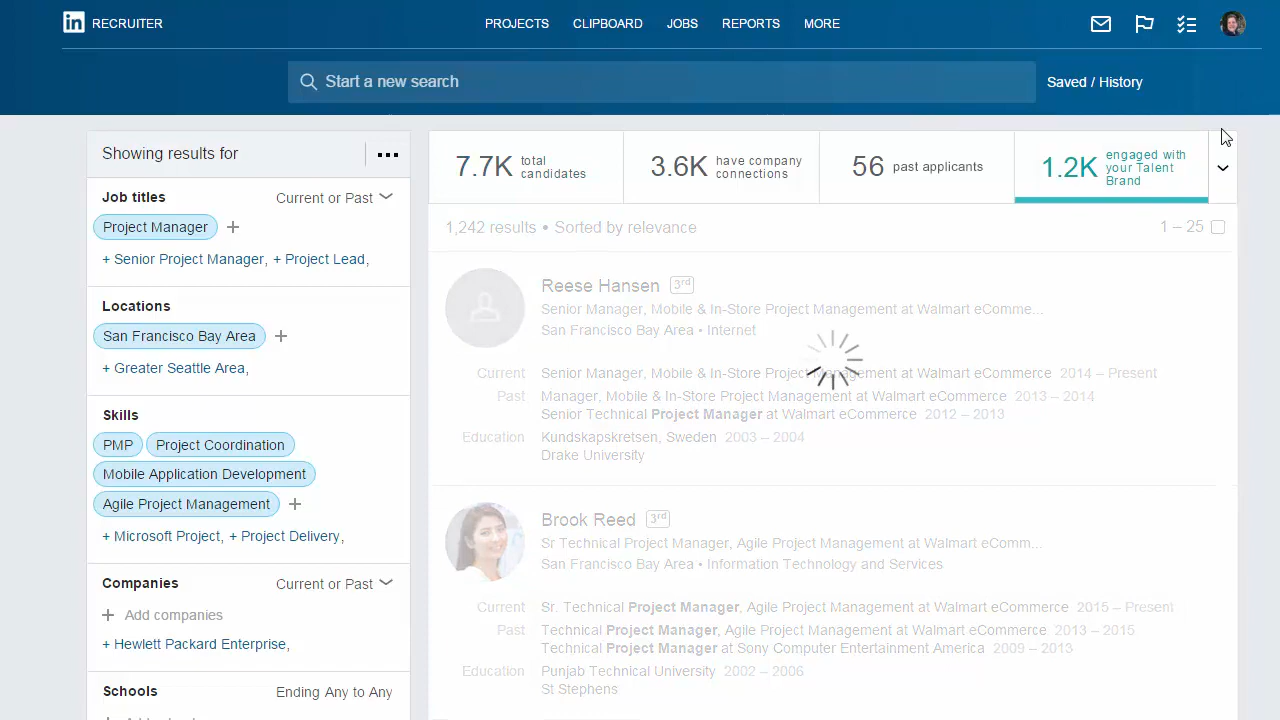 in RECRUITER
PROJECTS CLIPBOARD JOBS REPORTS MORE
Start a new search
Saved / History
Showing results for
Job titles Current or Past
Project Manager
+ Senior Project Manager, + Project Lead,
Locations
San Francisco Bay Area
+ Greater Seattle Area,
Skills
PMP Project Coordination
Mobile Application Development
Agile Project Management
+ Microsoft Project, + Project Delivery,
Companies Current or Past
+ Add companies
+ Hewlett Packard Enterprise,
Schools Ending Any to Any
7.7K total candidates
3.6K have company connections
56 past applicants
1.2K engaged with your Talent Brand
1,242 results • Sorted by relevance
1 – 25
Reese Hansen 3rd
Senior Manager, Mobile & In-Store Project Management at Walmart eComme...
San Francisco Bay Area • Internet
Current Senior Manager, Mobile & In-Store Project Management at Walmart eCommerce 2014 – Present
Past Manager, Mobile & In-Store Project Management at Walmart eCommerce 2013 – 2014
Senior Technical Project Manager at Walmart eCommerce 2012 – 2013
Education Kundskapskretsen, Sweden 2003 – 2004
Drake University
Brook Reed 3rd
Sr Technical Project Manager, Agile Project Management at Walmart eComm...
San Francisco Bay Area • Information Technology and Services
Current Sr. Technical Project Manager, Agile Project Management at Walmart eCommerce 2015 – Present
Past Technical Project Manager, Agile Project Management at Walmart eCommerce 2013 – 2015
Technical Project Manager at Sony Computer Entertainment America 2009 – 2013
Education Punjab Technical University 2002 – 2006
St Stephens